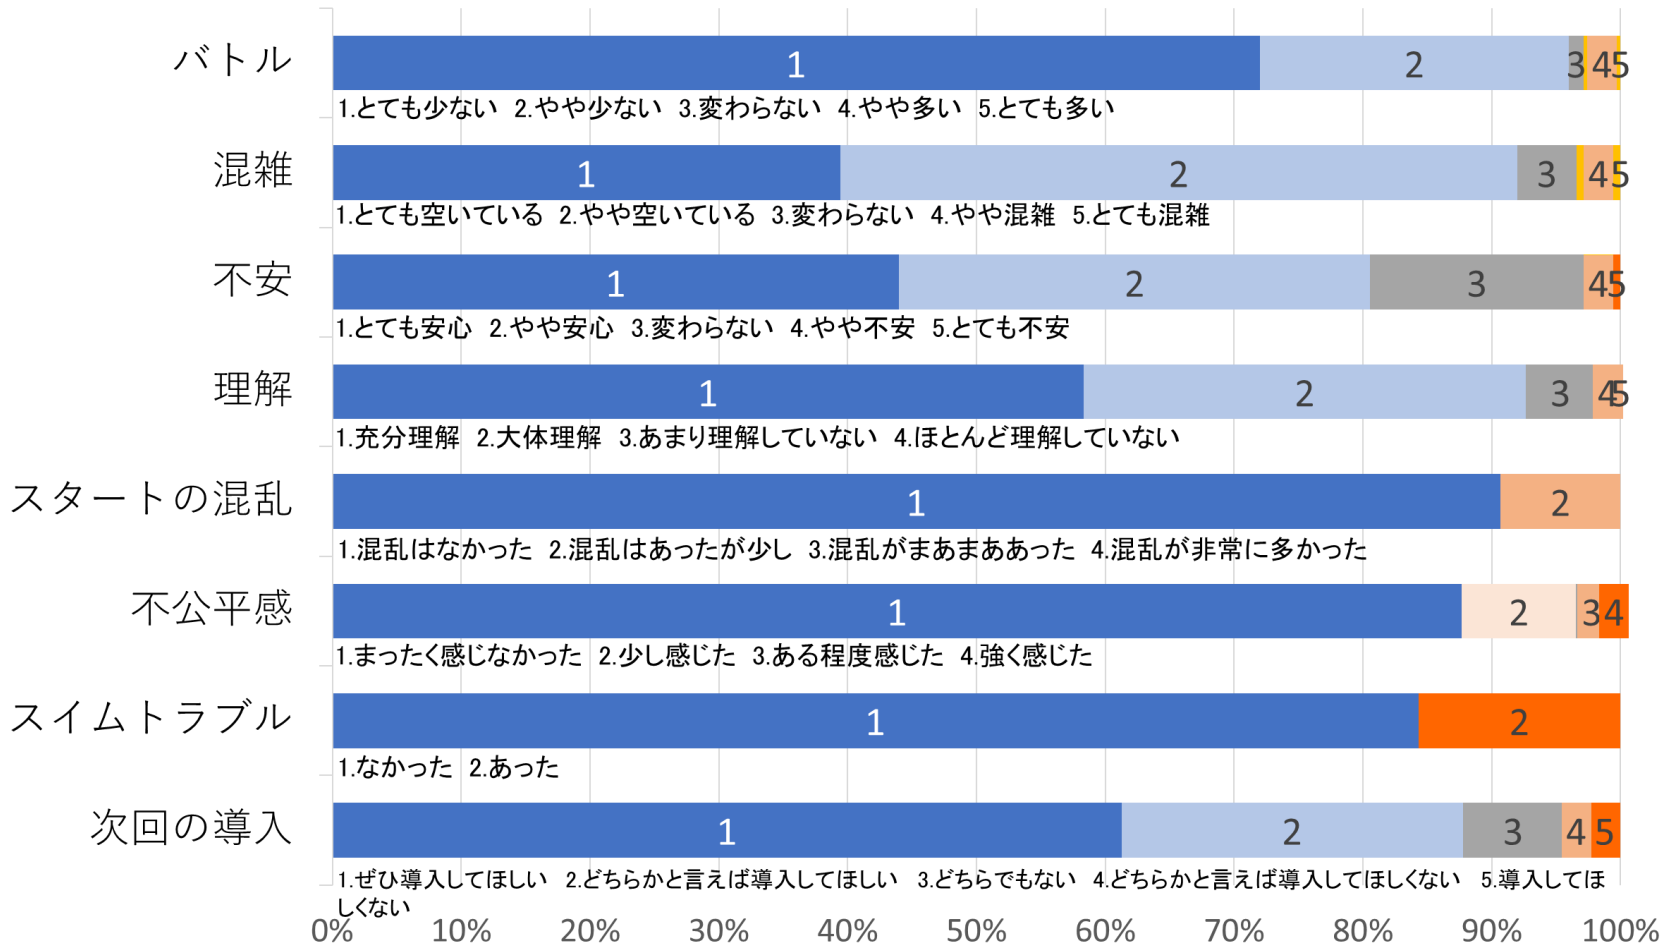 バトル
1 2 3 4 5
1.とても少ない 2.やや少ない 3.変わらない 4.やや多い 5.とても多い
混雑
1 2 3 4 5
1.とても空いている 2.やや空いている 3.変わらない 4.やや混雑 5.とても混雑
不安
1 2 3 4 5
1.とても安心 2.やや安心 3.変わらない 4.やや不安 5.とても不安
理解
1 2 3 4 5
1.充分理解 2.大体理解 3.あまり理解していない 4.ほとんど理解していない
スタートの混乱
1 2
1.混乱はなかった 2.混乱はあったが少し 3.混乱がまあまああった 4.混乱が非常に多かった
不公平感
1 2 3 4
1.まったく感じなかった 2.少し感じた 3.ある程度感じた 4.強く感じた
スイムトラブル
1 2
1.なかった 2.あった
次回の導入
1 2 3 4 5
1.ぜひ導入してほしい 2.どちらかと言えば導入してほしい 3.どちらでもない 4.どちらかと言えば導入してほしくない 5.導入してほ
しくない
0% 10% 20% 30% 40% 50% 60% 70% 80% 90% 100%